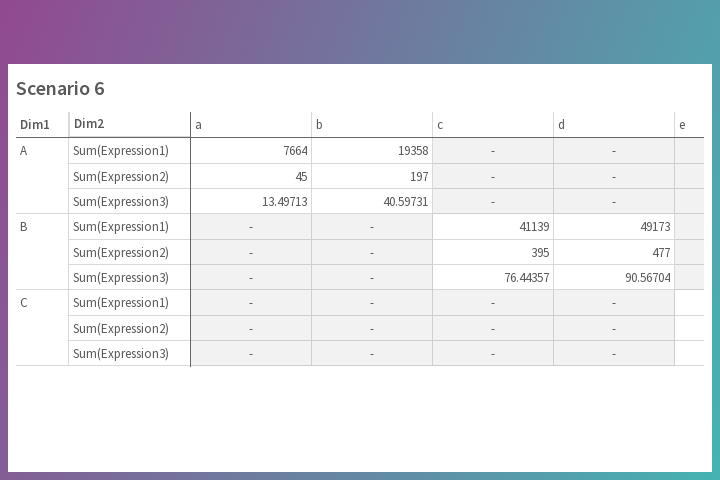 Scenario 6
Dim1 Dim2 a b c d e
A Sum(Expression1) 7664 19358 - -
Sum(Expression2) 45 197 - -
Sum(Expression3) 13.49713 40.59731 - -
B Sum(Expression1) - - 41139 49173
Sum(Expression2) - - 395 477
Sum(Expression3) - - 76.44357 90.56704
C Sum(Expression1) - - - -
Sum(Expression2) - - - -
Sum(Expression3) - - - -